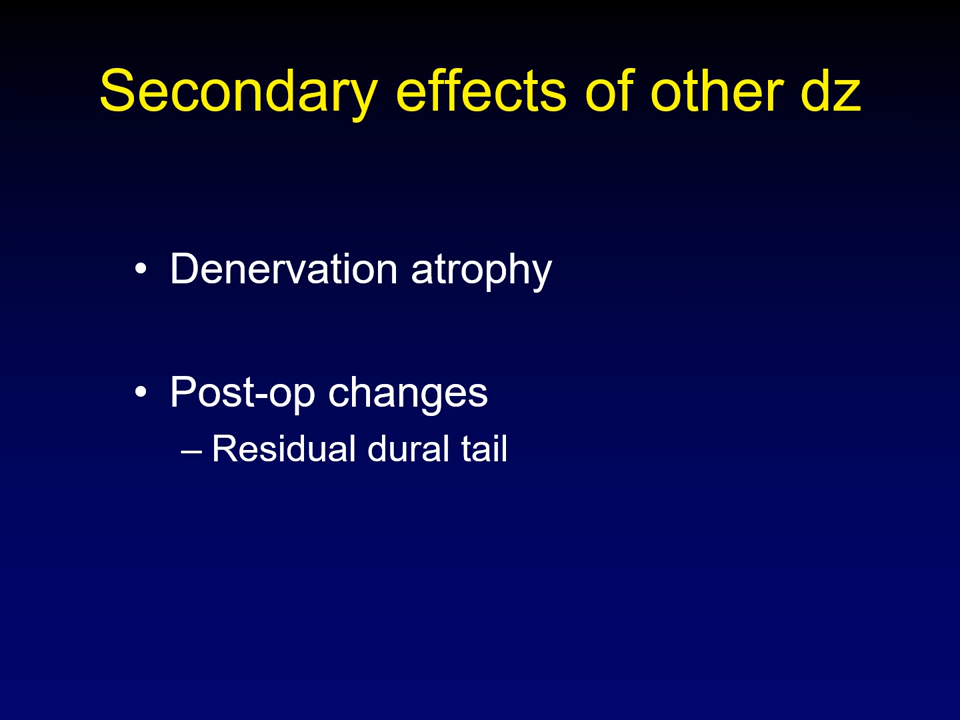 Secondary effects of other dz
• Denervation atrophy
• Post-op changes
– Residual dural tail